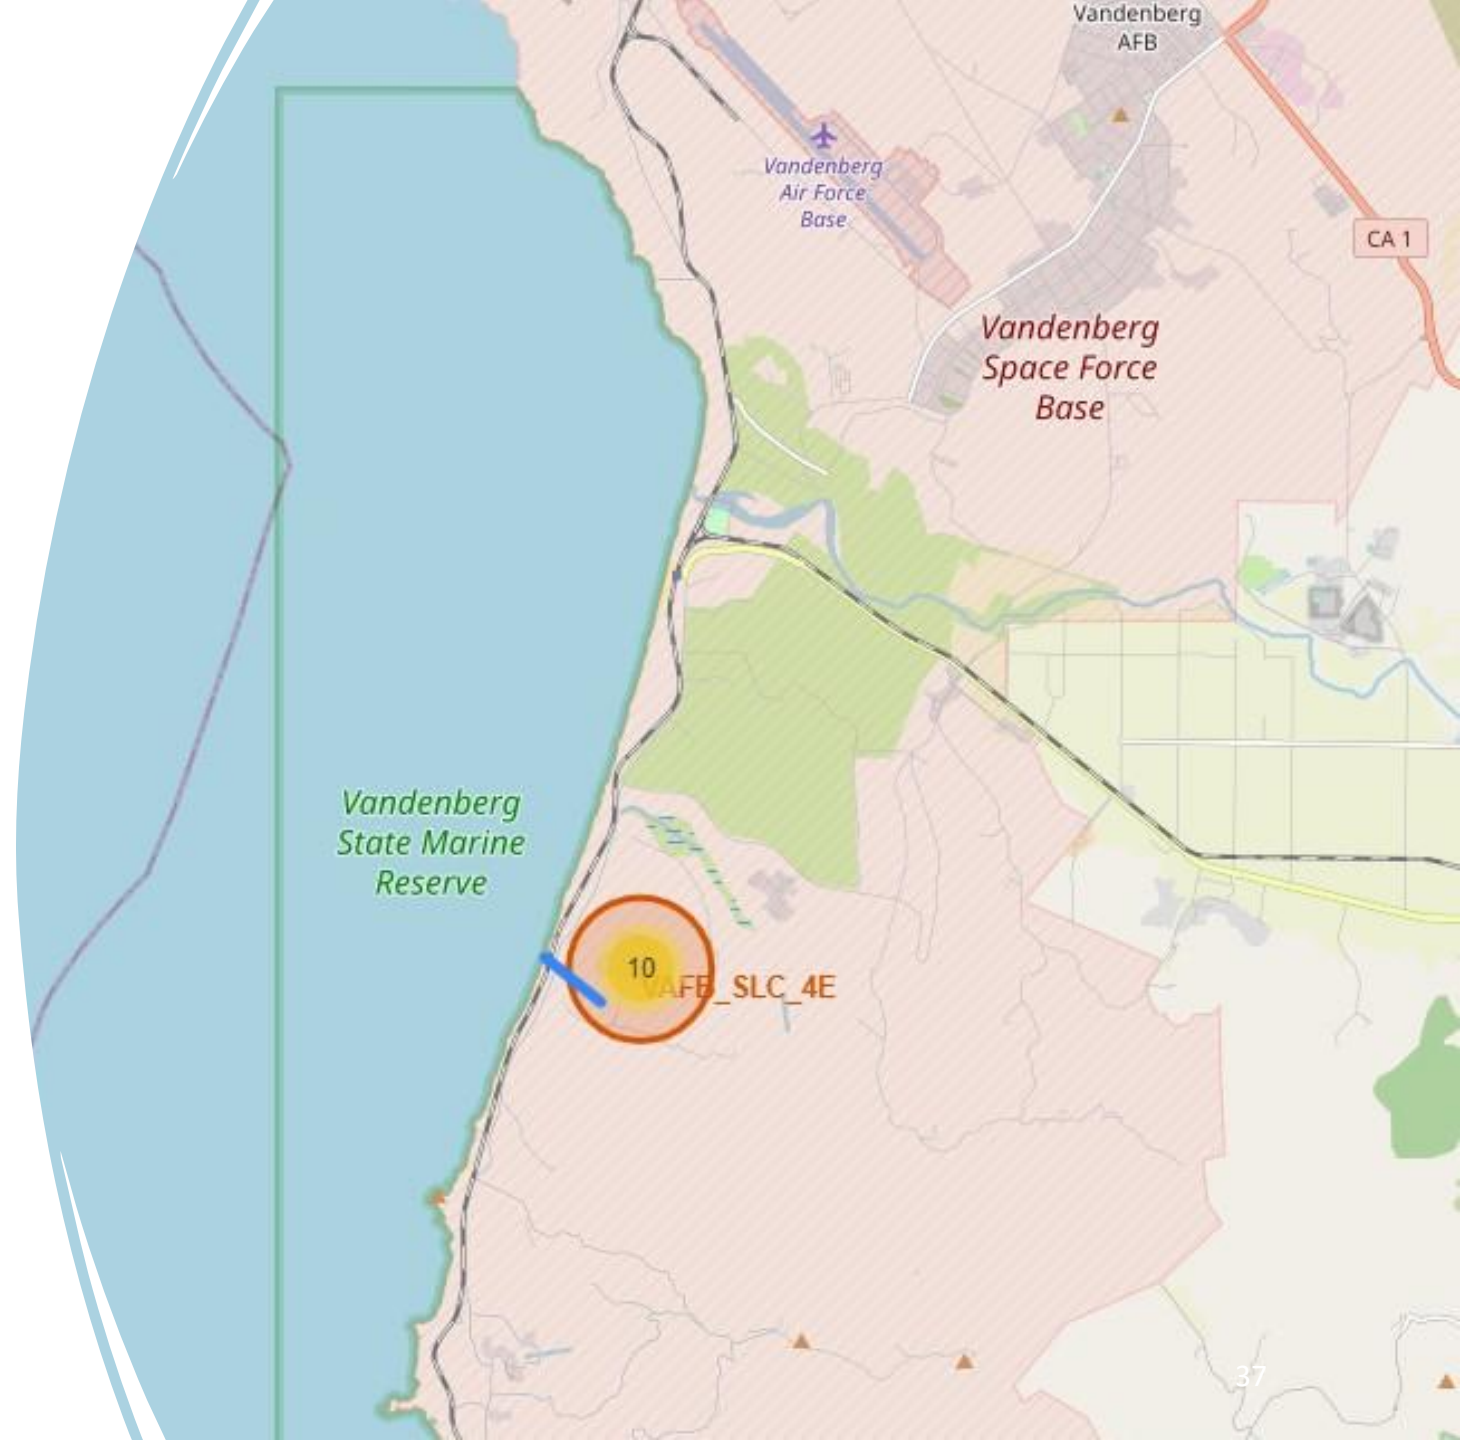 Vandenberg
AFB
Vandenberg
Air Force
Base
CA 1
Vandenberg
Space Force
Base
Vandenberg
State Marine
Reserve
10
VAFB_SLC_4E
37